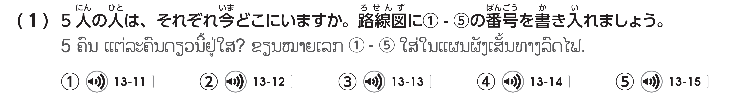 ( 1 ) 5人の人は、それぞれ今どこにいますか。路線図に①-⑤の番号を書き入れましょう。
5 ຄົນ ແຕ່ລະຄົນດຽວນີ້ຢູ່ໃສ? ຂຽນໝາຍເລກ ①-⑤ ໃສ່ໃນແຜນຜັງເສັ້ນທາງລົດໄຟ.
① 13-11 ② 13-12 ③ 13-13 ④ 13-14 ⑤ 13-15